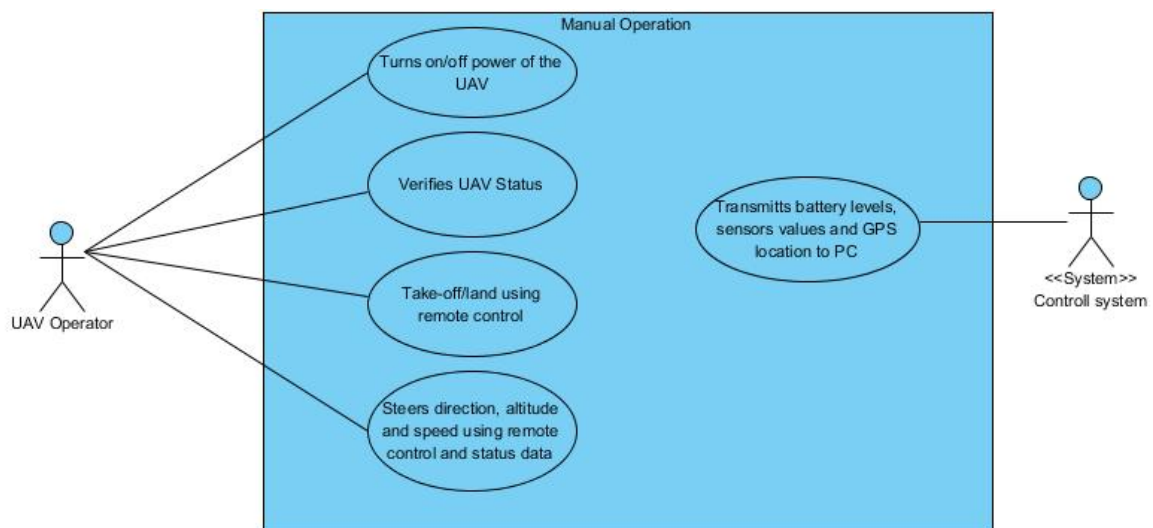 Manual Operation
Turns on/off power of the
UAV
Verifies UAV Status
Transmitts battery levels,
sensors values and GPS
location to PC
UAV Operator
Take-off/land using
remote control
<<System>>
Controll system
Steers direction, altitude
and speed using remote
control and status data